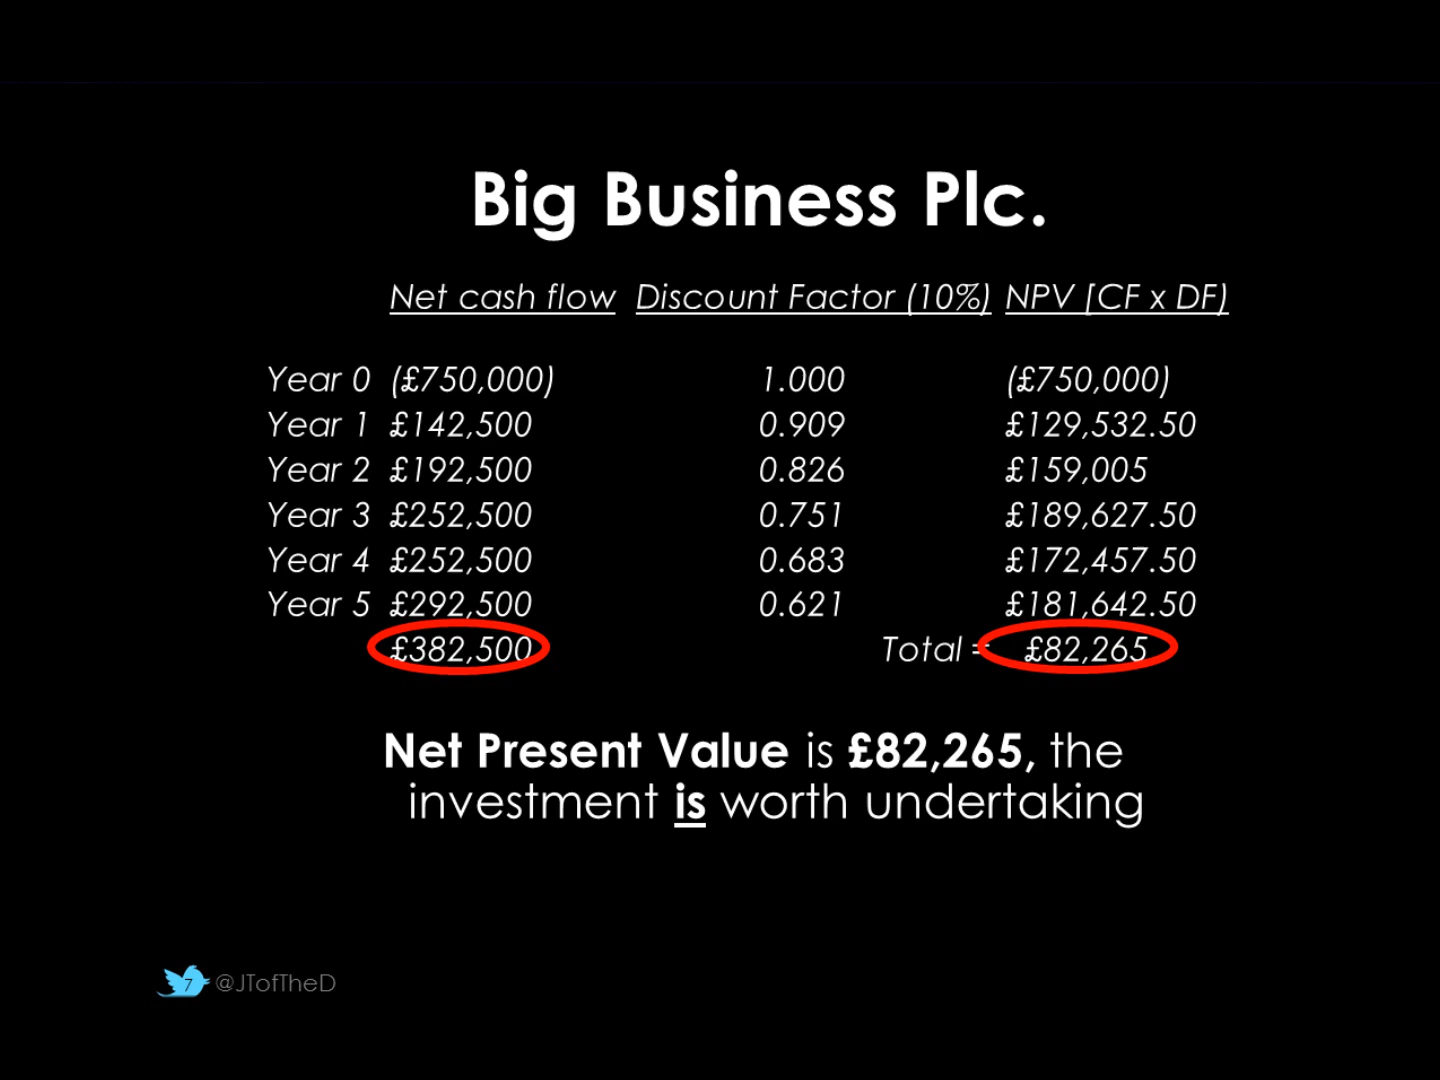 Big Business Plc.
Net cash flow Discount Factor (10%) NPV [CF x DF)
Year 0 (£750,000) 1.000 (£750,000)
Year 1 £142,500 0.909 £129,532.50
Year 2 £192,500 0.826 £159,005
Year 3 £252,500 0.751 £189,627.50
Year 4 £252,500 0.683 £172,457.50
Year 5 £292,500 0.621 £181,642.50
£382,500 Total = £82,265
Net Present Value is £82,265, the
investment is worth undertaking
7 @JTofTheD